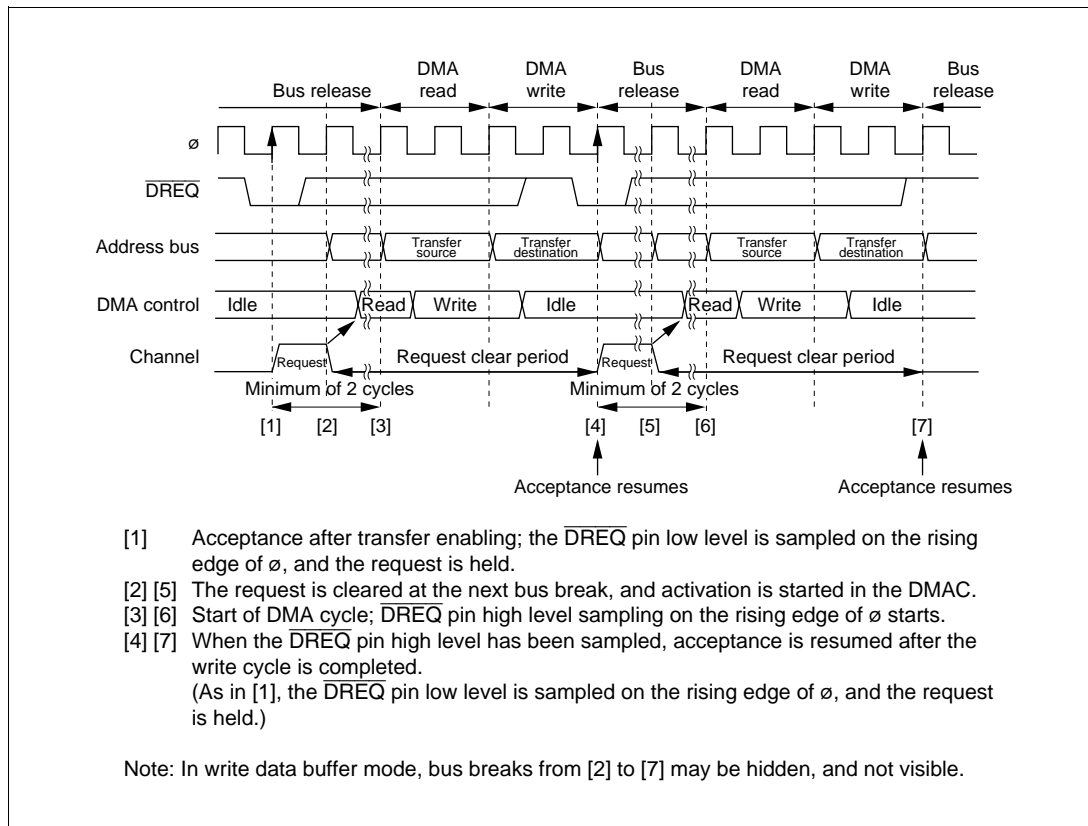 DMA DMA Bus DMA DMA Bus
Bus release read write release read write release
ø
DREQ
Address bus Transfer source Transfer destination Transfer source Transfer destination
DMA control Idle Read Write Idle Read Write Idle
Channel Request Request clear period Request Request clear period
Minimum of 2 cycles Minimum of 2 cycles
[1] [2] [3] [4] [5] [6] [7]
Acceptance resumes Acceptance resumes
[1] Acceptance after transfer enabling; the DREQ pin low level is sampled on the rising
edge of ø, and the request is held.
[2] [5] The request is cleared at the next bus break, and activation is started in the DMAC.
[3] [6] Start of DMA cycle; DREQ pin high level sampling on the rising edge of ø starts.
[4] [7] When the DREQ pin high level has been sampled, acceptance is resumed after the
write cycle is completed.
(As in [1], the DREQ pin low level is sampled on the rising edge of ø, and the request
is held.)
Note: In write data buffer mode, bus breaks from [2] to [7] may be hidden, and not visible.